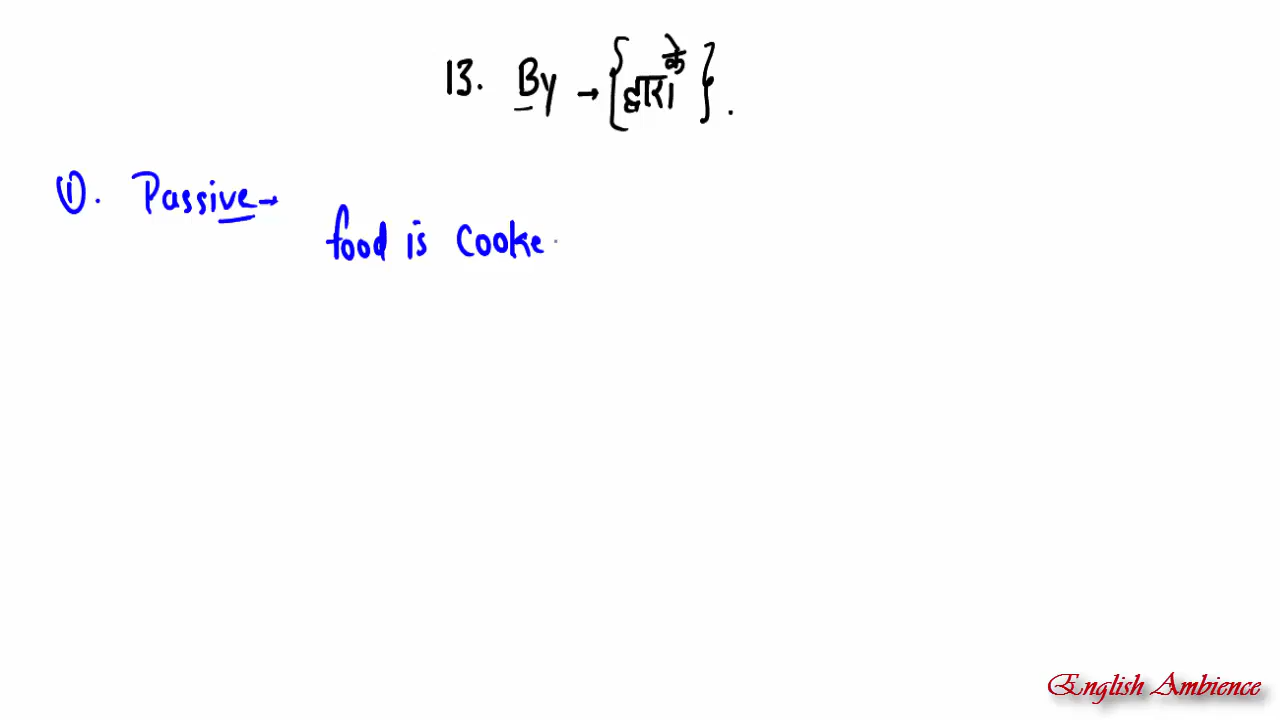 13. By → {द्वारा के}.
①. Passive →
food is cooke
English Ambience